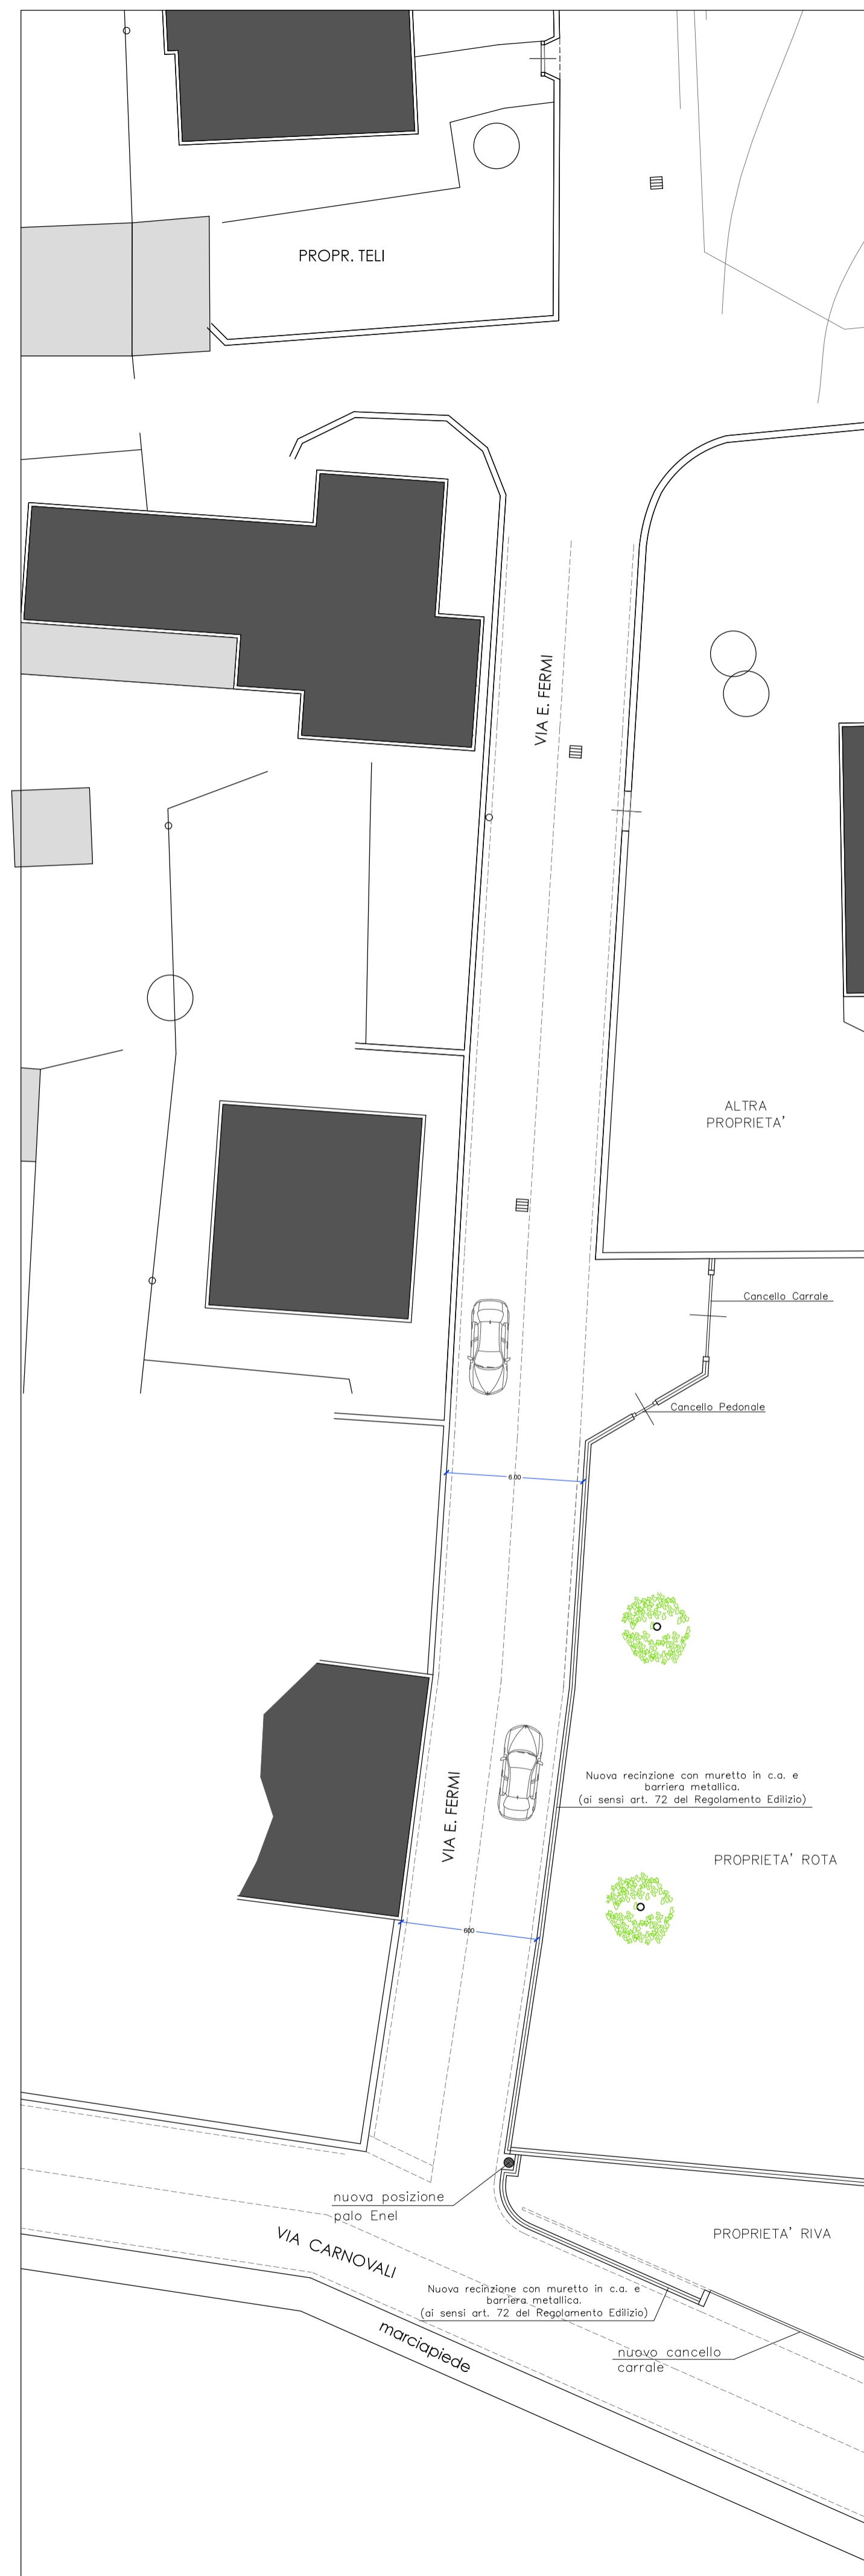 PROPR. TELI
VIA E. FERMI
ALTRA
PROPRIETA'
Cancello Carrale
Cancello Pedonale
6.00
Nuova recinzione con muretto in c.a. e
barriera metallica.
(ai sensi art. 72 del Regolamento Edilizio)
VIA E. FERMI
PROPRIETA' ROTA
600
nuova posizione
palo Enel
PROPRIETA' RIVA
VIA CARNOVALI
Nuova recinzione con muretto in c.a. e
barriera metallica.
(ai sensi art. 72 del Regolamento Edilizio)
marciapiede
nuovo cancello
carrale